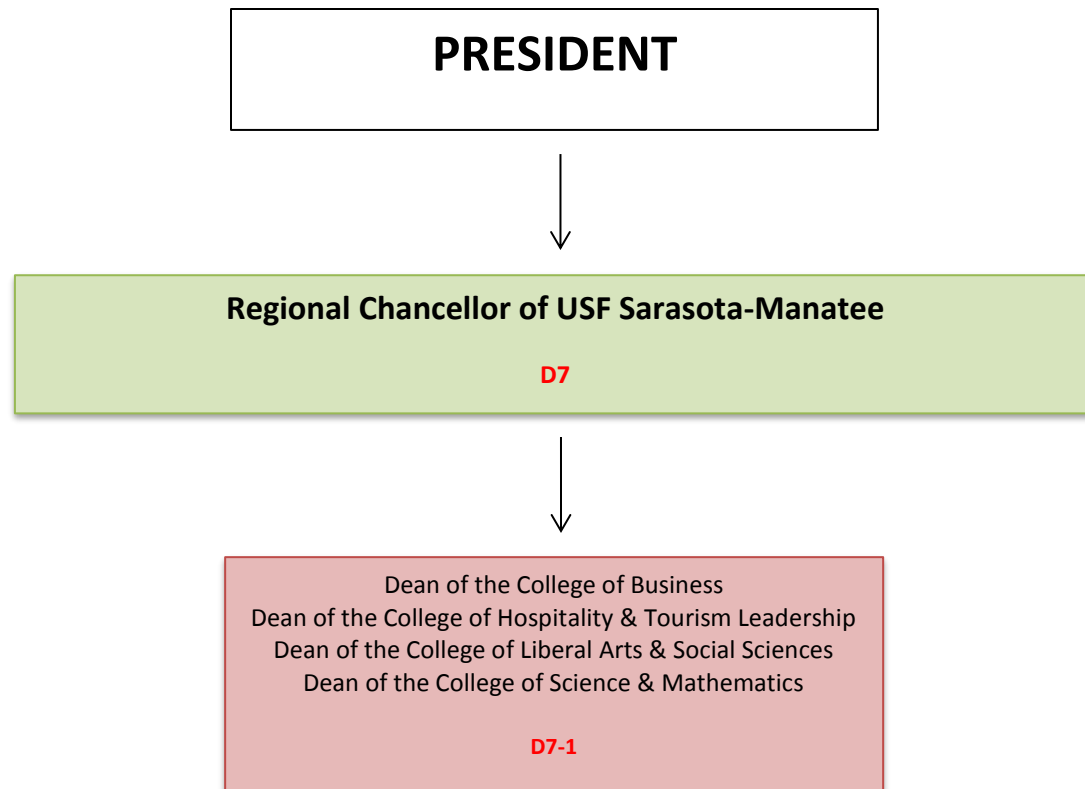 PRESIDENT
Regional Chancellor of USF Sarasota-Manatee
D7
Dean of the College of Business
Dean of the College of Hospitality & Tourism Leadership
Dean of the College of Liberal Arts & Social Sciences
Dean of the College of Science & Mathematics
D7-1